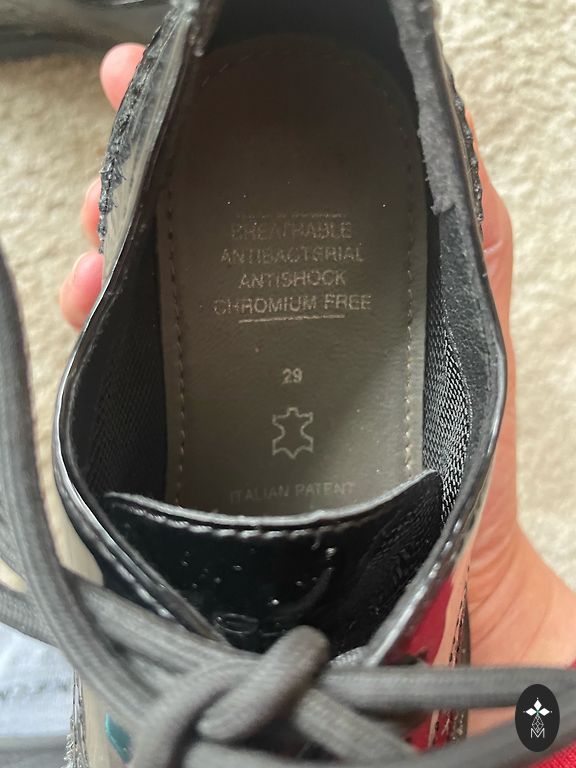 BREATHABLE
ANTIBACTERIAL
ANTISHOCK
CHROMIUM FREE
29
ITALIAN PATENT
M